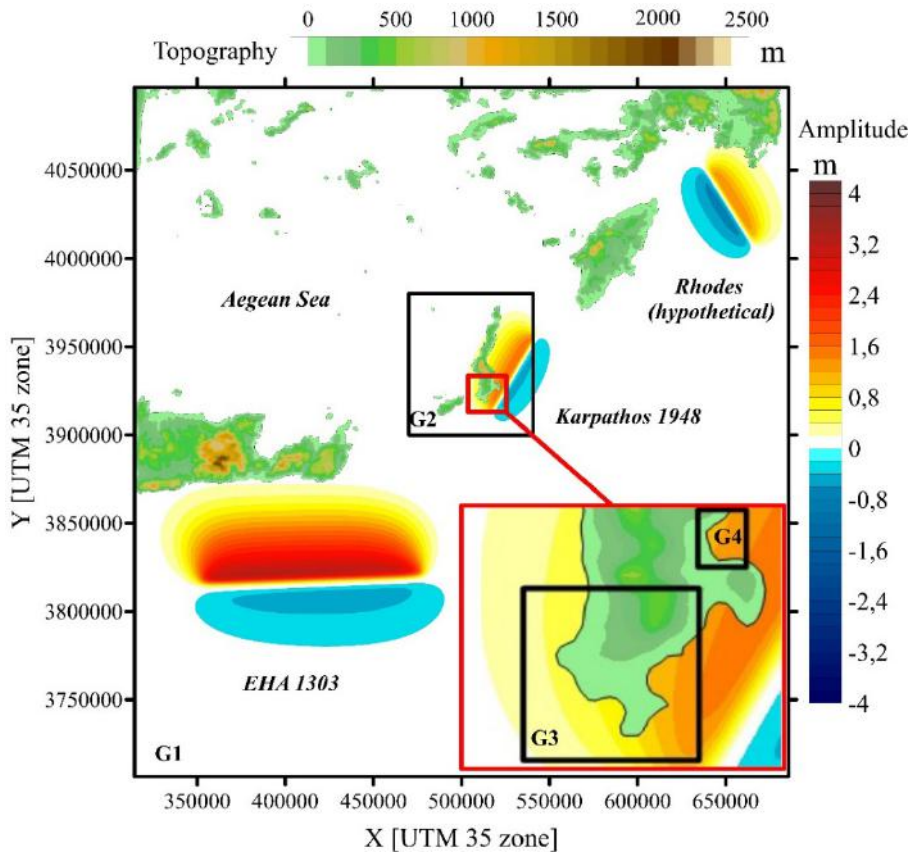 0 500 1000 1500 2000 2500
Topography m
Amplitude
m
4
3,2
2,4
1,6
0,8
0
-0,8
-1,6
-2,4
-3,2
-4
Y [UTM 35 zone]
4050000
4000000
3950000
3900000
3850000
3800000
3750000
Aegean Sea
Rhodes
(hypothetical)
G2
Karpathos 1948
G4
EHA 1303
G3
G1
350000 400000 450000 500000 550000 600000 650000
X [UTM 35 zone]